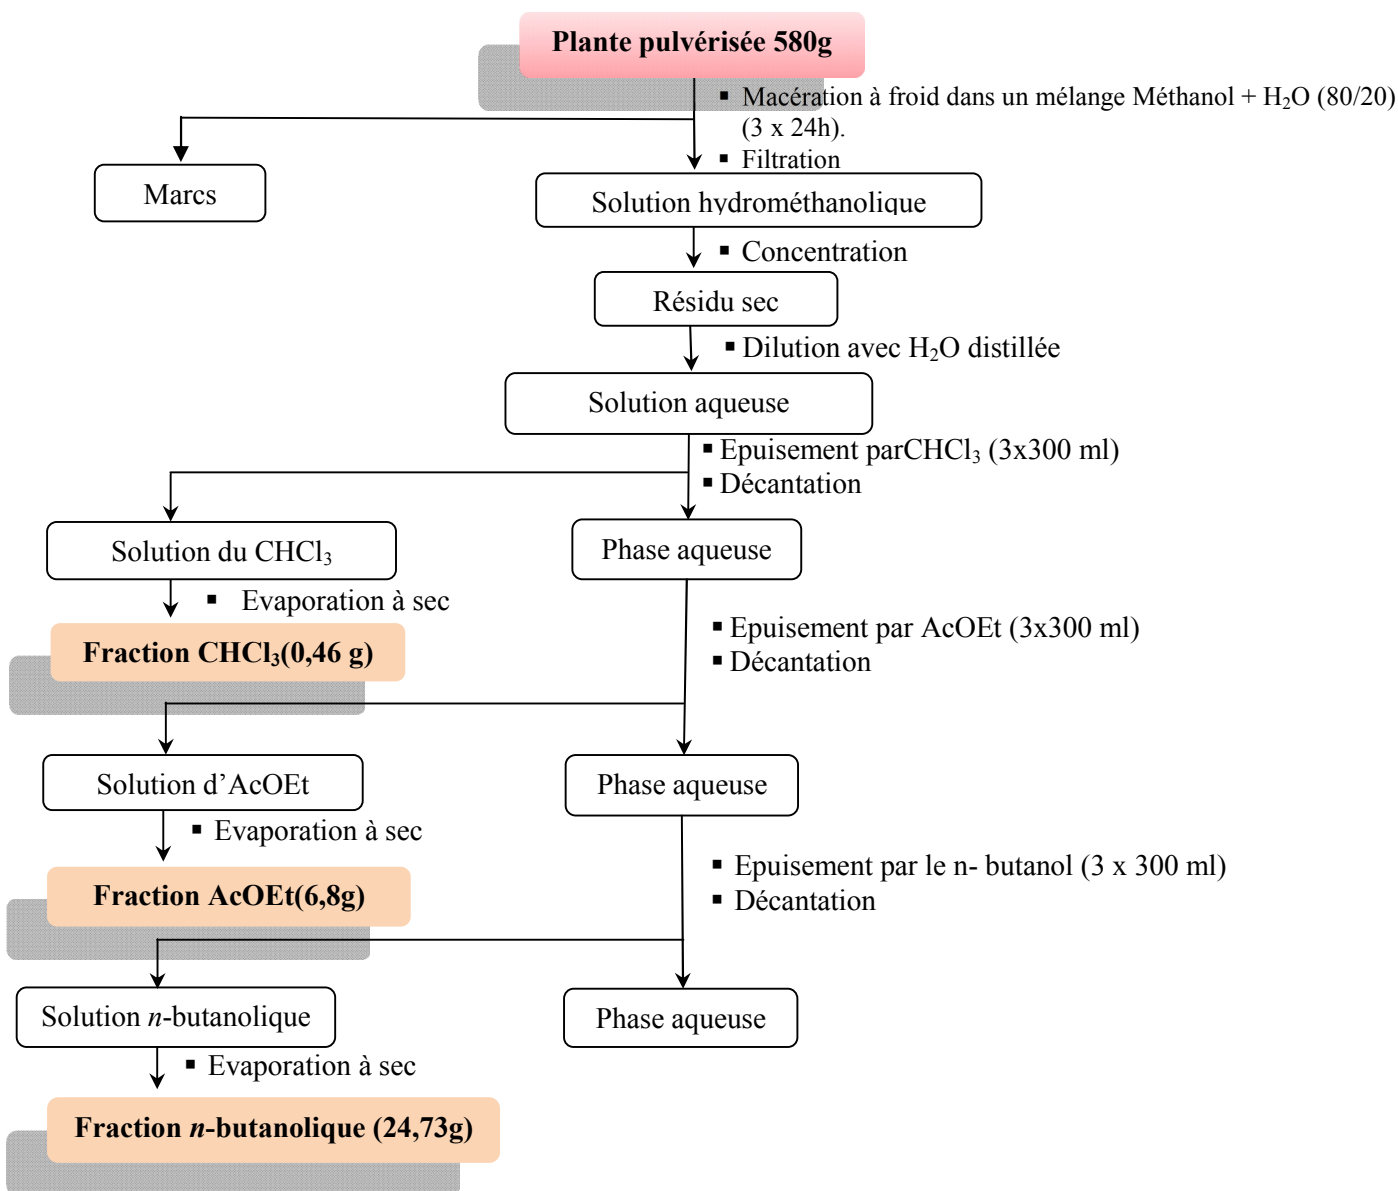 Plante pulvérisée 580g
▪ Macération à froid dans un mélange Méthanol + H₂O (80/20)
(3 x 24h).
▪ Filtration
Marcs
Solution hydrométhanolique
▪ Concentration
Résidu sec
▪ Dilution avec H₂O distillée
Solution aqueuse
▪ Epuisement parCHCl₃ (3x300 ml)
▪ Décantation
Solution du CHCl₃
Phase aqueuse
▪ Evaporation à sec
▪ Epuisement par AcOEt (3x300 ml)
▪ Décantation
Fraction CHCl₃(0,46 g)
Solution d’AcOEt
Phase aqueuse
▪ Evaporation à sec
▪ Epuisement par le n- butanol (3 x 300 ml)
▪ Décantation
Fraction AcOEt(6,8g)
Solution n-butanolique
Phase aqueuse
▪ Evaporation à sec
Fraction n-butanolique (24,73g)